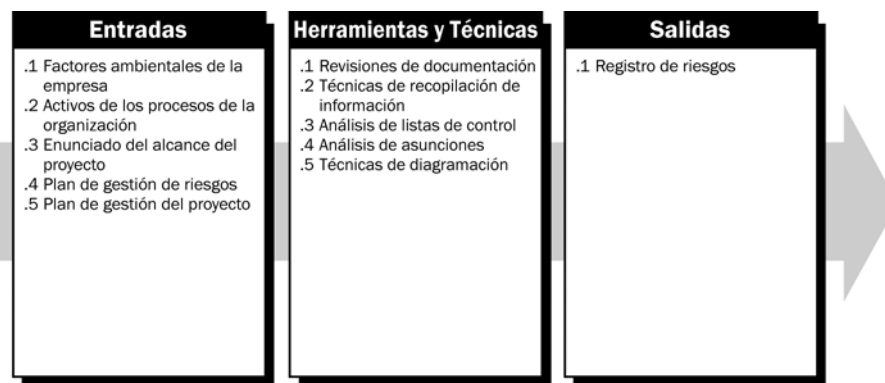 Entradas
.1 Factores ambientales de la
empresa
.2 Activos de los procesos de la
organización
.3 Enunciado del alcance del
proyecto
.4 Plan de gestión de riesgos
.5 Plan de gestión del proyecto
Herramientas y Técnicas
.1 Revisiones de documentación
.2 Técnicas de recopilación de
información
.3 Análisis de listas de control
.4 Análisis de asunciones
.5 Técnicas de diagramación
Salidas
.1 Registro de riesgos